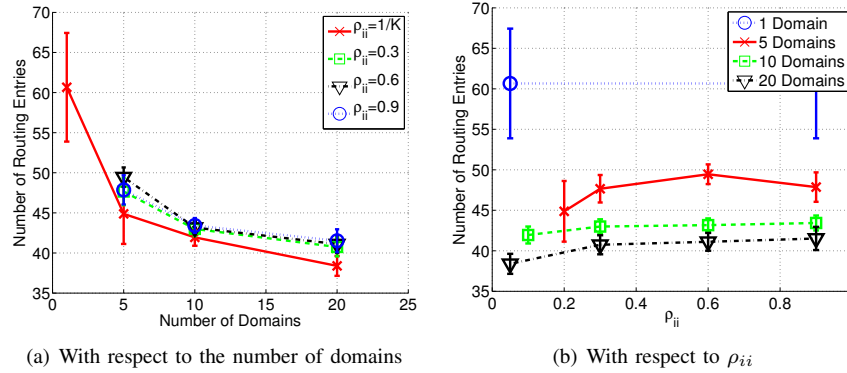 70
65
60
55
50
45
40
35
0
5
10
15
20
25
Number of Routing Entries
Number of Domains
ρii=1/K
ρii=0.3
ρii=0.6
ρii=0.9
(a) With respect to the number of domains
70
65
60
55
50
45
40
35
0
0.2
0.4
0.6
0.8
Number of Routing Entries
ρii
1 Domain
5 Domains
10 Domains
20 Domains
(b) With respect to ρii